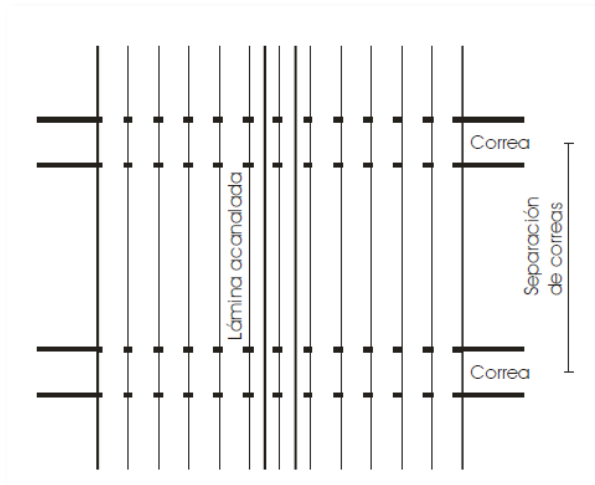 Correa
Lámina acanalada
Separación
de correas
Correa